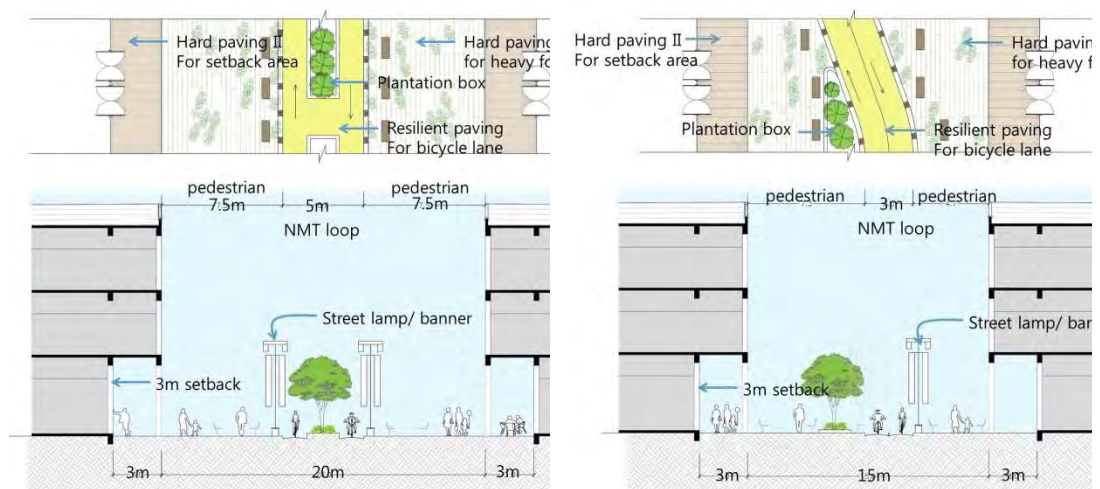 Hard paving II
For setback area
Hard paving
for heavy
Plantation box
Resilient paving
For bicycle lane
pedestrian
7.5m
5m
pedestrian
7.5m
NMT loop
Street lamp/ banner
3m setback
3m
20m
3m
Hard paving II
For setback area
Hard
for heavy
Plantation box
Resilient paving
For bicycle lane
pedestrian
3m
pedestrian
NMT loop
Street lamp/
3m setback
3m
15m
3m